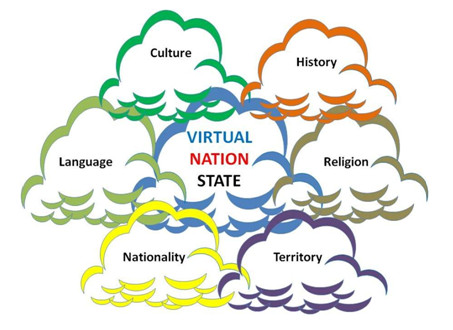 Culture
History
VIRTUAL
NATION
STATE
Language
Religion
Nationality
Territory